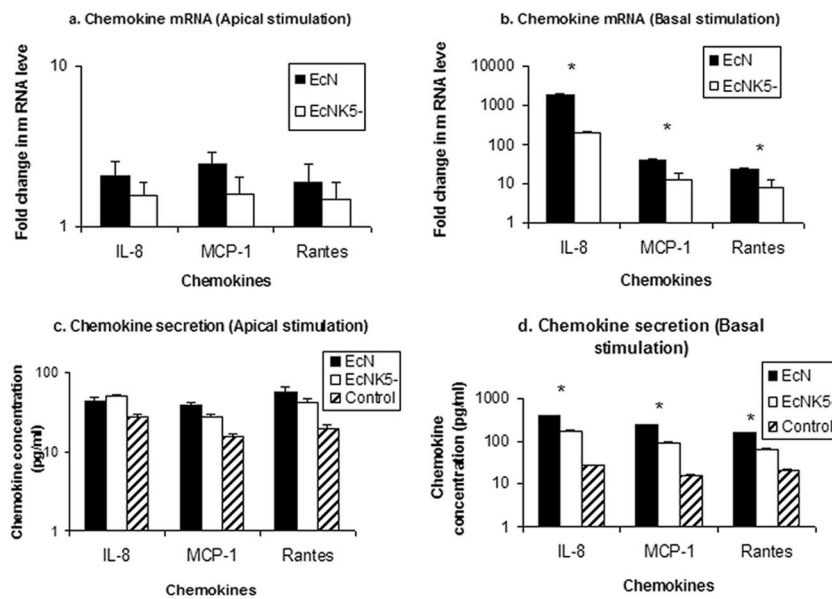 a. Chemokine mRNA (Apical stimulation)
Fold change in m RNA leve
10
1
EcN
EcNK5-
IL-8 MCP-1 Rantes
Chemokines
b. Chemokine mRNA (Basal stimulation)
Fold change in m RNA leve
10000
1000
100
10
1
EcN
EcNK5-
*
*
*
IL-8 MCP-1 Rantes
Chemokines
c. Chemokine secretion (Apical stimulation)
Chemokine concentration
(pg/ml)
100
10
1
EcN
EcNK5-
Control
IL-8 MCP-1 Rantes
Chemokines
d. Chemokine secretion (Basal
stimulation)
Chemokine
concentration (pg/ml)
1000
100
10
1
EcN
EcNK5-
Control
*
*
*
IL-8 MCP-1 Rantes
Chemokines